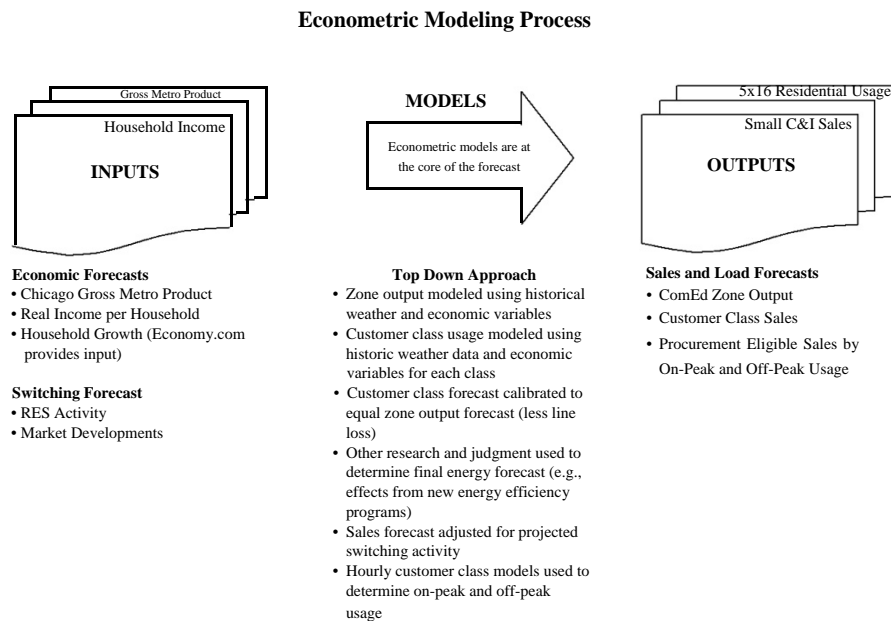 Econometric Modeling Process
Gross Metro Product
Household Income
INPUTS
Economic Forecasts
• Chicago Gross Metro Product
• Real Income per Household
• Household Growth (Economy.com
provides input)
Switching Forecast
• RES Activity
• Market Developments
MODELS
Econometric models are at
the core of the forecast
Top Down Approach
• Zone output modeled using historical
weather and economic variables
• Customer class usage modeled using
historic weather data and economic
variables for each class
• Customer class forecast calibrated to
equal zone output forecast (less line
loss)
• Other research and judgment used to
determine final energy forecast (e.g.,
effects from new energy efficiency
programs)
• Sales forecast adjusted for projected
switching activity
• Hourly customer class models used to
determine on-peak and off-peak
usage
5x16 Residential Usage
Small C&I Sales
OUTPUTS
Sales and Load Forecasts
• ComEd Zone Output
• Customer Class Sales
• Procurement Eligible Sales by
On-Peak and Off-Peak Usage